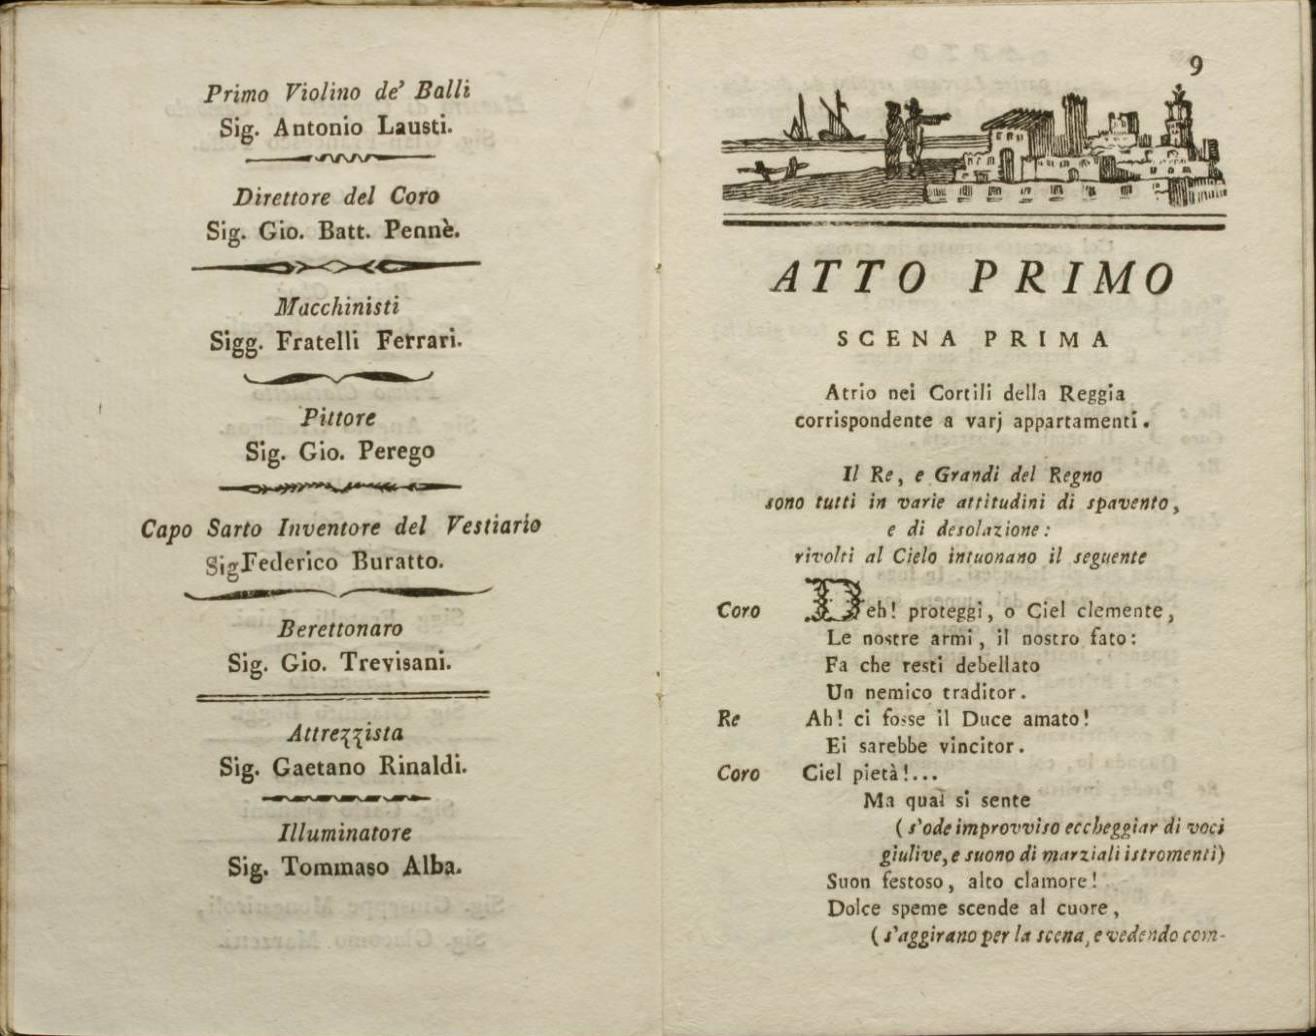 Primo Violino de' Balli
Sig. Antonio Lausti.
Direttore del Coro
Sig. Gio. Batt. Pennè.
Macchinisti
Sigg. Fratelli Ferrari.
Pittore
Sig. Gio. Perego
Capo Sarto Inventore del Vestiario
Sig Federico Buratto.
Berettonaro
Sig. Gio. Trevisani.
Attrezzista
Sig. Gaetano Rinaldi.
Illuminatore
Sig. Tommaso Alba.
9
ATTO PRIMO
SCENA PRIMA
Atrio nei Cortili della Reggia
corrispondente a varj appartamenti.
Il Re, e Grandi del Regno
sono tutti in varie attitudini di spavento,
e di desolazione:
rivolti al Cielo intuonano il seguente
Coro Deh! proteggi, o Ciel clemente,
Le nostre armi, il nostro fato:
Fa che resti debellato
Un nemico traditor.
Re Ah! ci fosse il Duce amato!
Ei sarebbe vincitor.
Coro Ciel pietà!...
Ma qual si sente
(s'ode improvviso eccheggiar di voci
giulive, e suono di marziali istromenti)
Suon festoso, alto clamore!
Dolce speme scende al cuore,
(s'aggirano per la scena, e vedendo com-